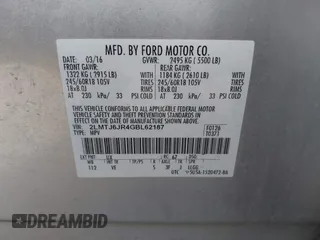 MFD. BY FORD MOTOR CO.
03/16 GVWR: 2495 KG ( 5500 LB)
FRONT GAWR: REAR GAWR:
1322 KG ( 2915 LB) 1184 KG ( 2610 LB)
245/60R18 105V 245/60R18 105V
18x8.0J 18x8.0J
AT 230 kPa/ 33 PSI COLD AT 230 kPa/ 33 PSI COLD
THIS VEHICLE CONFORMS TO ALL APPLICABLE FEDERAL MOTOR
VEHICLE SAFETY AND THEFT PREVENTION STANDARDS IN EFFECT
ON THE DATE OF MANUFACTURE SHOWN ABOVE.
VIN: 2LMTJ6JR4GBL62187
TYPE: MPV